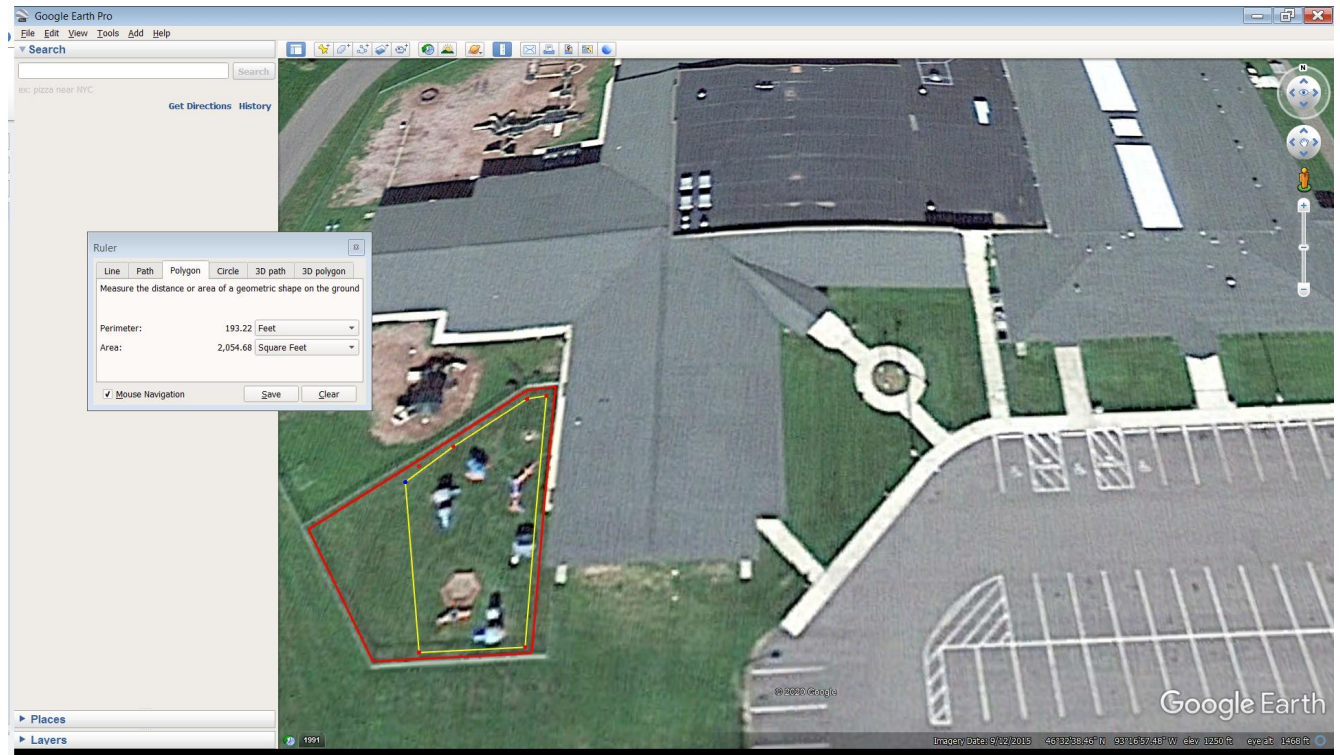 Google Earth Pro
File Edit View Tools Add Help
Search
Search
ex: pizza near NYC
Get Directions History
N
Ruler
Line Path Polygon Circle 3D path 3D polygon
Measure the distance or area of a geometric shape on the ground
Perimeter: 193.22 Feet
Area: 2,054.68 Square Feet
Mouse Navigation Save Clear
© 2020 Google
Google Earth
Places
Layers
1991
Imagery Date: 9/12/2015 46°32'38.46" N 93°16'57.48" W elev 1250 ft eye alt 1468 ft